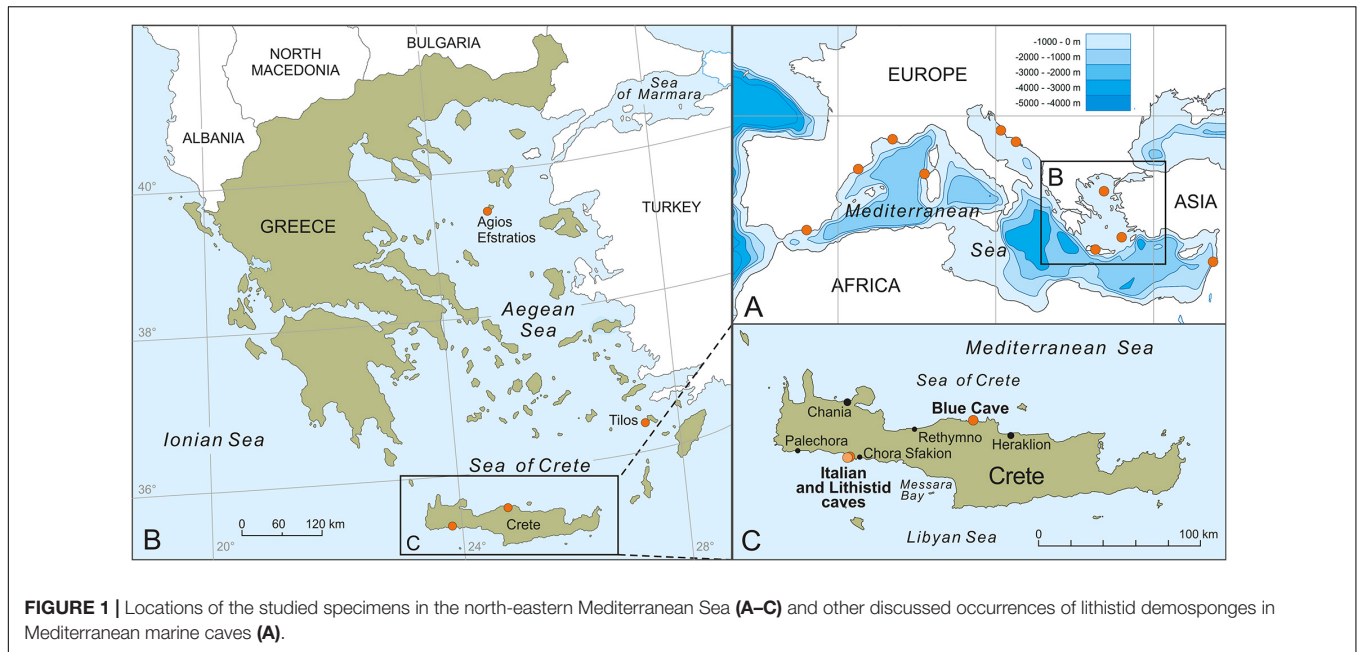 BULGARIA
NORTH
MACEDONIA
ALBANIA
Sea
of Marmara
40°
GREECE
Agios
Efstratios
TURKEY
Aegean
Sea
38°
Tilos
Ionian Sea
Sea of Crete
36°
0 60 120 km
Crete
B
20°
C
24°
28°
-1000 - 0 m
-2000 - -1000 m
-3000 - -2000 m
-4000 - -3000 m
-5000 - -4000 m
EUROPE
B
ASIA
Mediterranean
Sea
AFRICA
A
Mediterranean Sea
Sea of Crete
Chania
Blue Cave
Palechora
Rethymno
Heraklion
Chora Sfakion
Italian
and Lithistid
caves
Messara
Bay
Crete
Libyan Sea
0 100 km
C
FIGURE 1 | Locations of the studied specimens in the north-eastern Mediterranean Sea (A–C) and other discussed occurrences of lithistid demosponges in
Mediterranean marine caves (A).